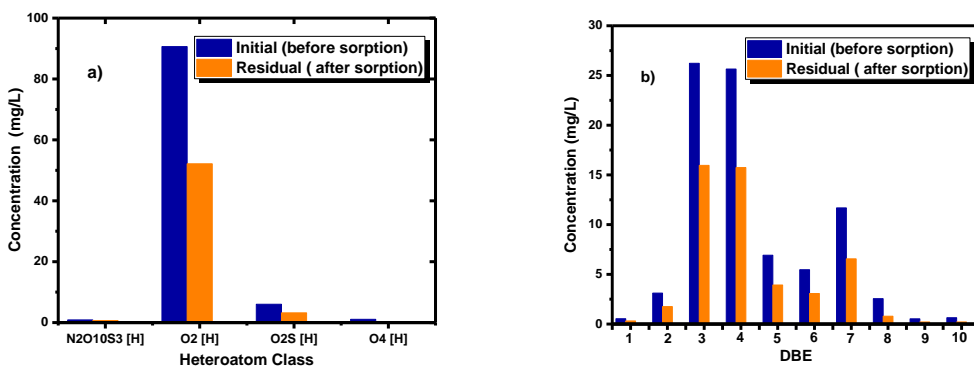 100
80
60
40
20
0
Concentration (mg/L)
a)
Initial (before sorption)
Residual ( after sorption)
N2O10S3 [H] O2 [H] O2S [H] O4 [H]
Heteroatom Class
30
25
20
15
10
5
0
Concentration (mg/L)
b)
Initial (before sorption)
Residual ( after sorption)
1 2 3 4 5 6 7 8 9 10
DBE